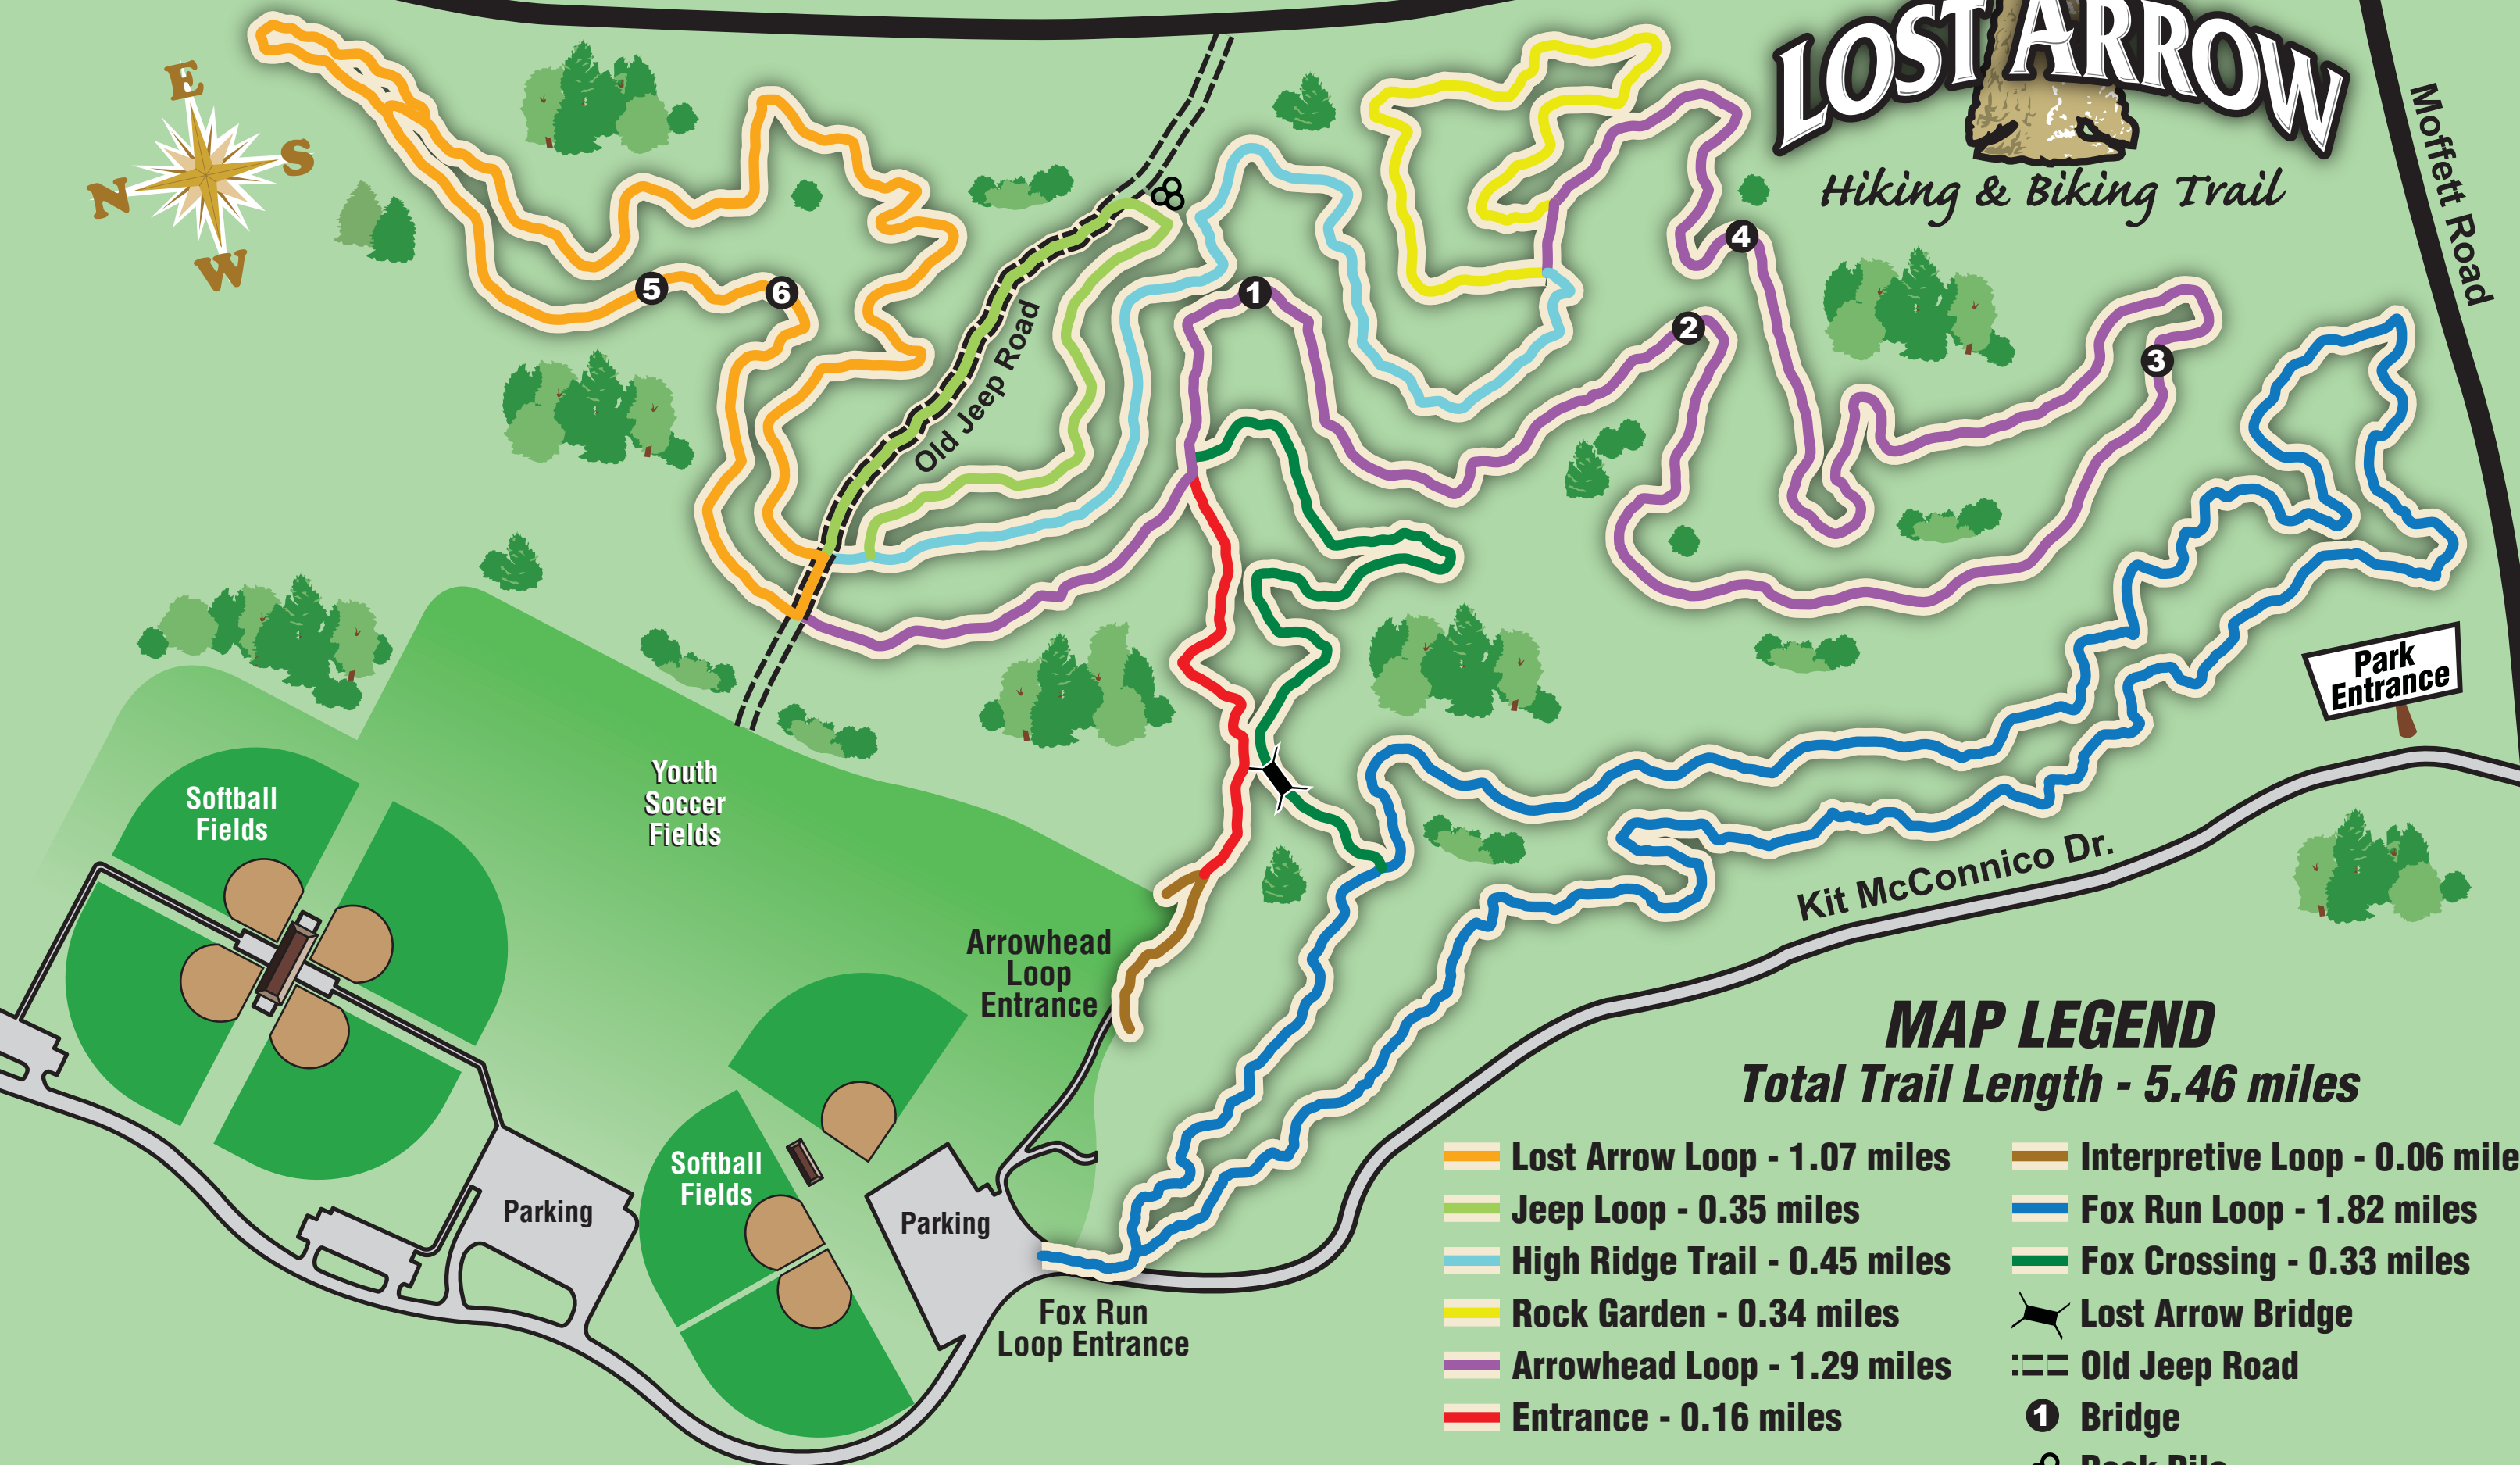 LOST ARROW
Hiking & Biking Trail
Moffett Road
E
S
N
W
5
6
1
4
2
3
Old Jeep Road
Park
Entrance
Softball
Fields
Youth
Soccer
Fields
Kit McConnico Dr.
Arrowhead
Loop
Entrance
Softball
Fields
Parking
Parking
Fox Run
Loop Entrance
MAP LEGEND
Total Trail Length - 5.46 miles
Lost Arrow Loop - 1.07 miles
Jeep Loop - 0.35 miles
High Ridge Trail - 0.45 miles
Rock Garden - 0.34 miles
Arrowhead Loop - 1.29 miles
Entrance - 0.16 miles
Interpretive Loop - 0.06 mile
Fox Run Loop - 1.82 miles
Fox Crossing - 0.33 miles
Lost Arrow Bridge
Old Jeep Road
1 Bridge